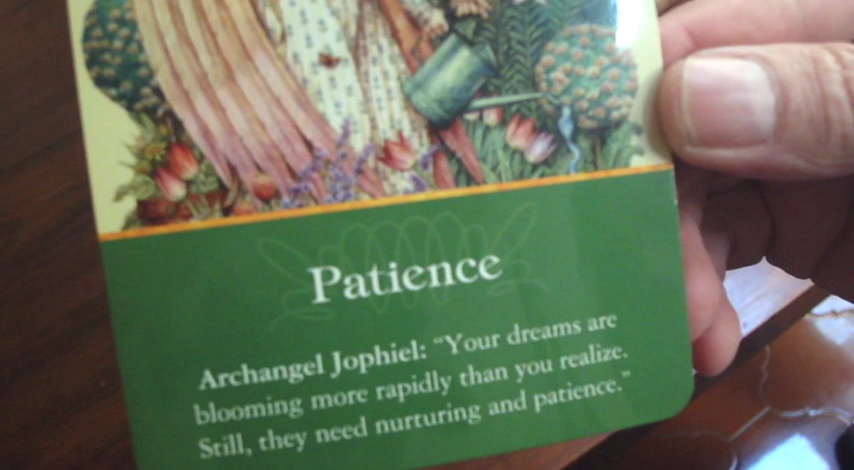 Patience
Archangel Jophiel: "Your dreams are
blooming more rapidly than you realize.
Still, they need nurturing and patience."